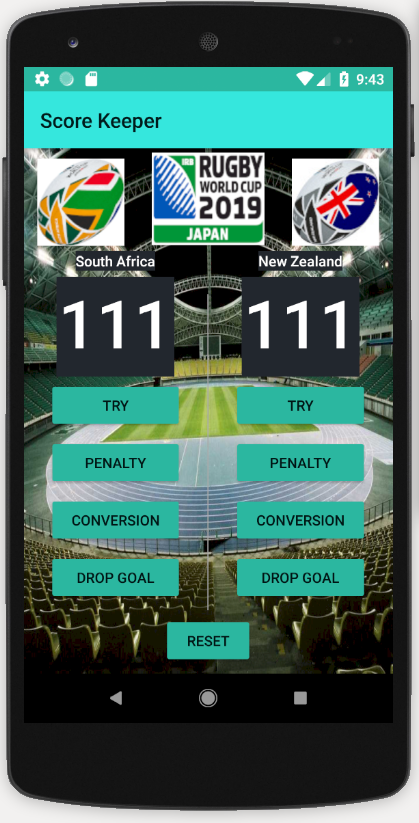 9:43
Score Keeper
IRB
RUGBY
WORLD CUP
2019
JAPAN
South Africa New Zealand
111 111
TRY TRY
PENALTY PENALTY
CONVERSION CONVERSION
DROP GOAL DROP GOAL
RESET